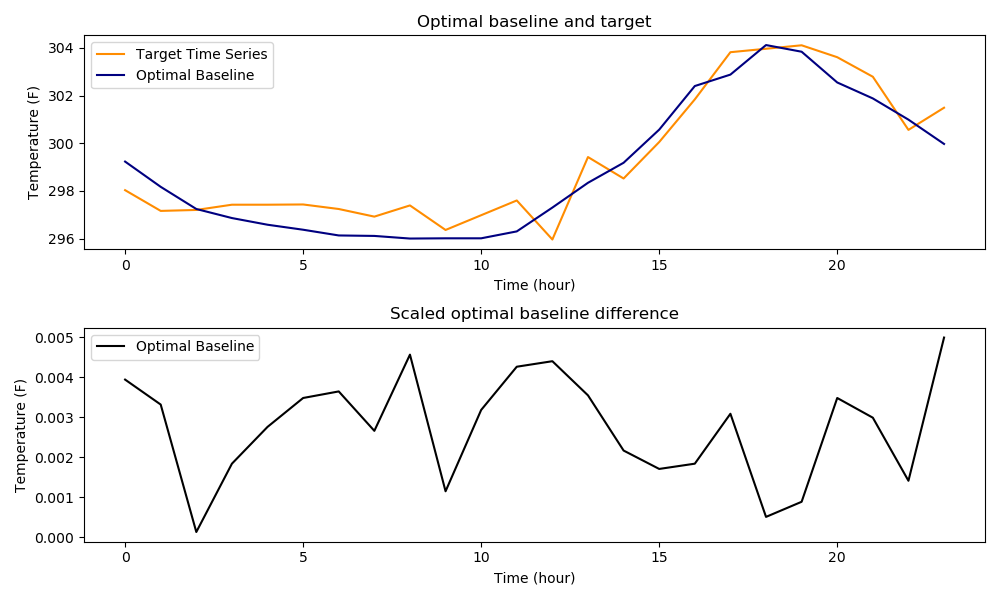 Optimal baseline and target
Target Time Series
Optimal Baseline
Temperature (F)
304
302
300
298
296
0 5 10 15 20
Time (hour)
Scaled optimal baseline difference
Optimal Baseline
Temperature (F)
0.005
0.004
0.003
0.002
0.001
0.000
0 5 10 15 20
Time (hour)